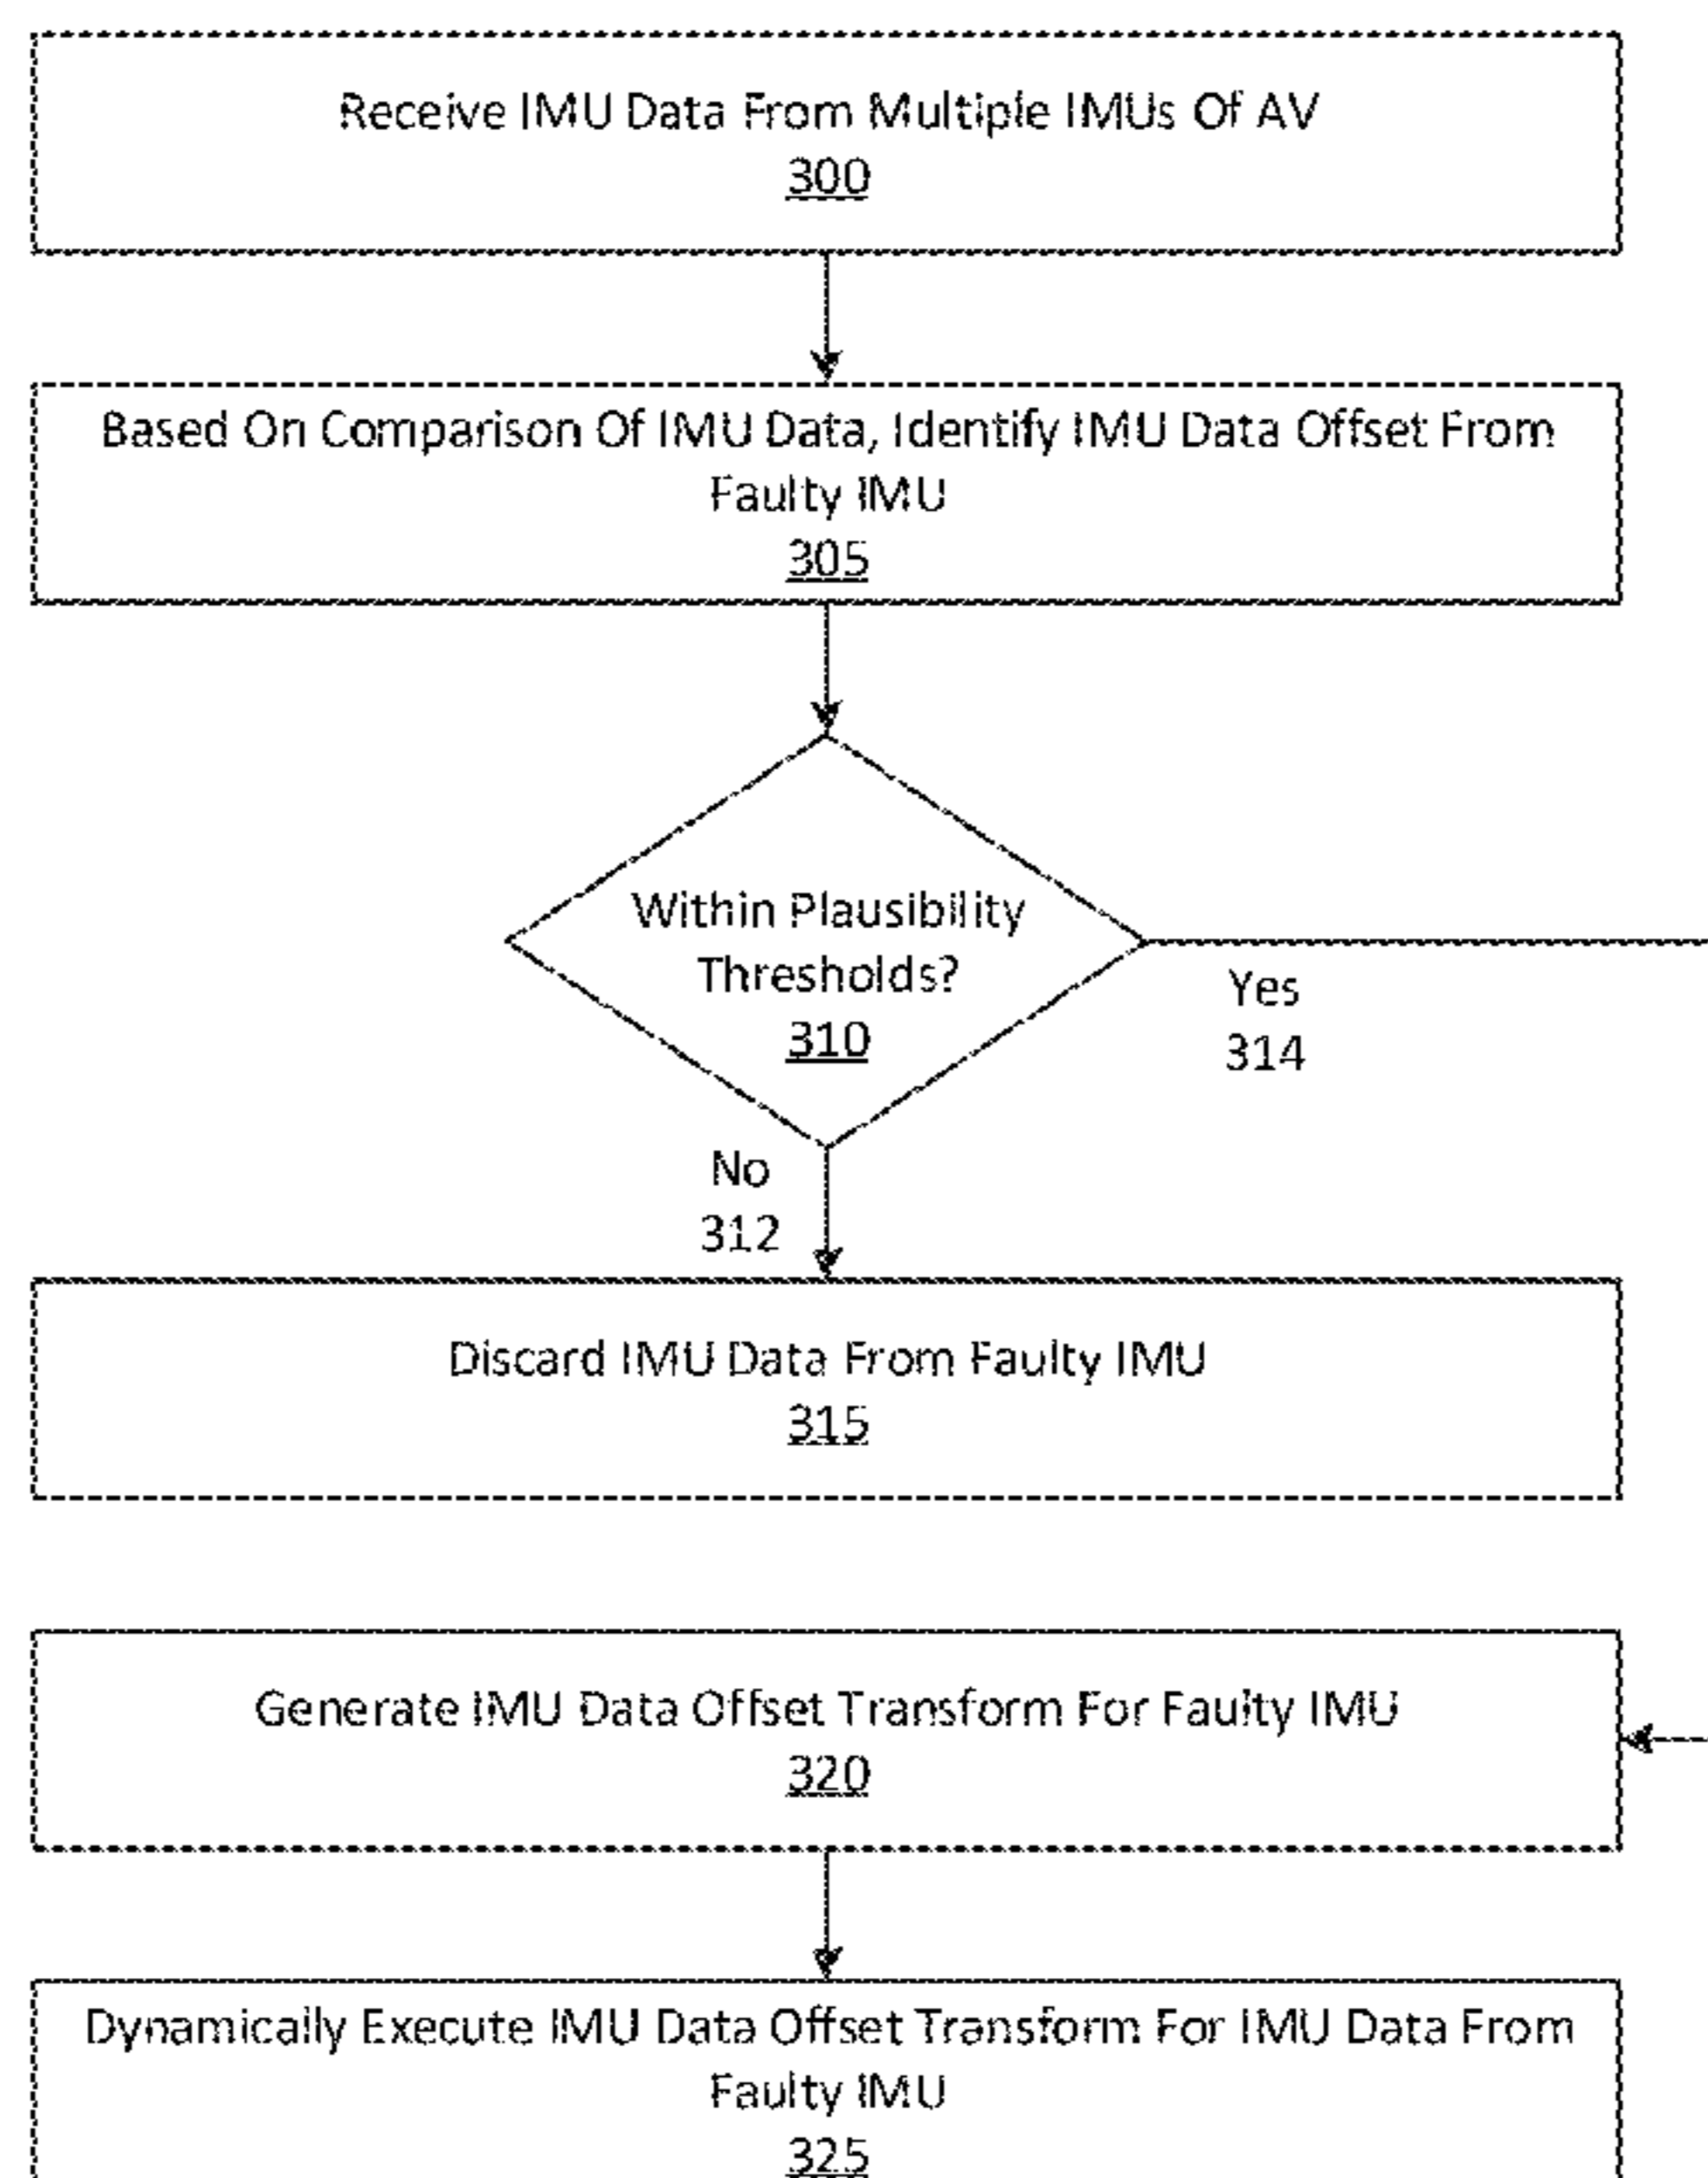 Receive IMU Data From Multiple IMUs Of AV
300
Based On Comparison Of IMU Data, Identify IMU Data Offset From
Faulty IMU
305
Within Plausibility
Thresholds?
310
Yes
314
No
312
Discard IMU Data From Faulty IMU
315
Generate IMU Data Offset Transform For Faulty IMU
320
Dynamically Execute IMU Data Offset Transform For IMU Data From
Faulty IMU
325